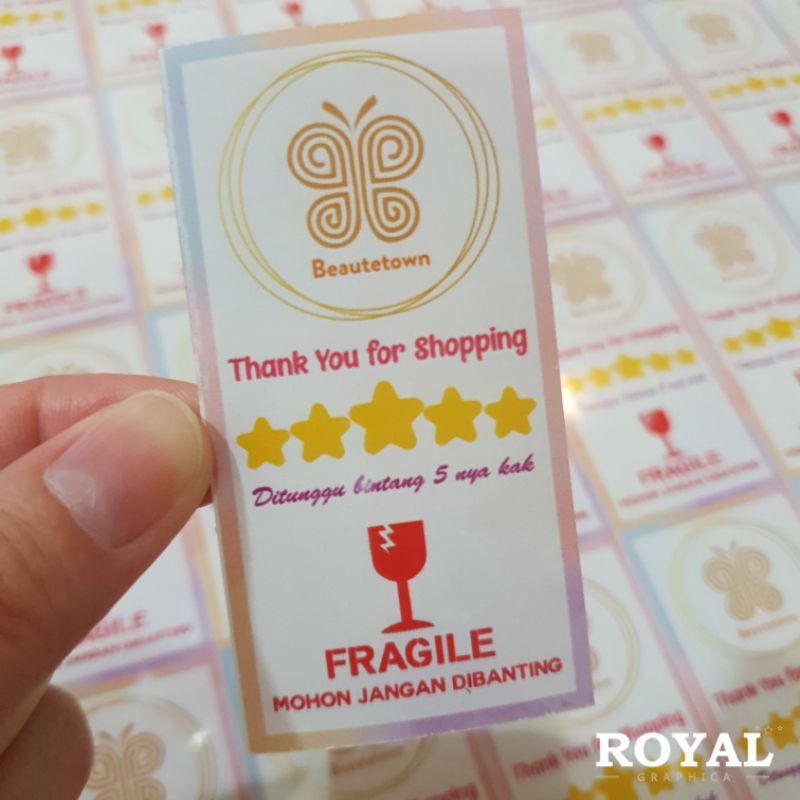 Beautetown
Thank You for Shopping
Ditunggu bintang 5 nya kak
FRAGILE
MOHON JANGAN DIBANTING
ROYAL
GRAPHICA